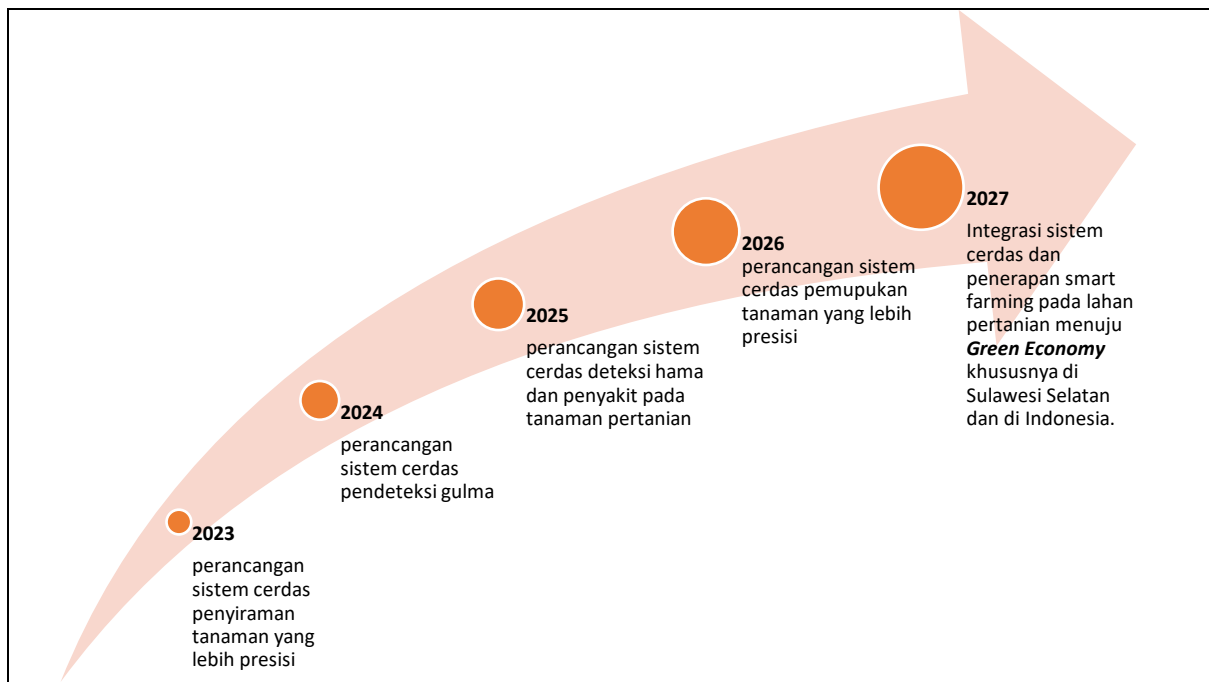 2023
perancangan
sistem cerdas
penyiraman
tanaman yang
lebih presisi
2024
perancangan
sistem cerdas
pendeteksi gulma
2025
perancangan sistem
cerdas deteksi hama
dan penyakit pada
tanaman pertanian
2026
perancangan sistem
cerdas pemupukan
tanaman yang lebih
presisi
2027
Integrasi sistem
cerdas dan
penerapan smart
farming pada lahan
pertanian menuju
Green Economy
khususnya di
Sulawesi Selatan
dan di Indonesia.